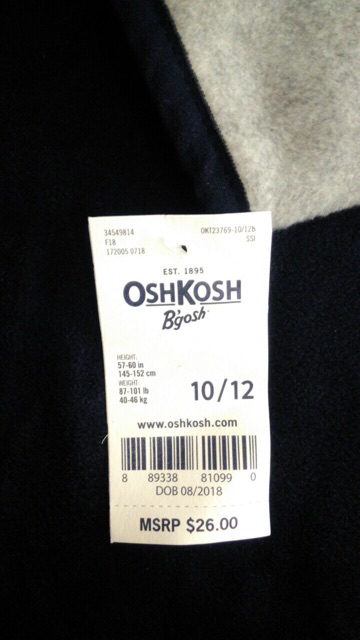 34549814 OKT23769-10/12B
F18 SSI
172005 0718
EST. 1895
OSHKOSH
B'gosh
HEIGHT:
57-60 in
145-152 cm
WEIGHT:
87-101 lb
40-46 kg
10/12
www.oshkosh.com
8 89338 81099 0
DOB 08/2018
MSRP $26.00